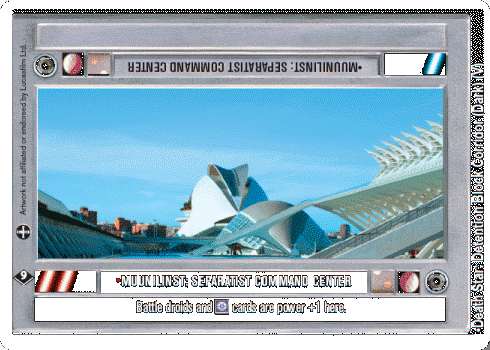 •MUUNILINST: SEPARATIST COMMAND CENTER
Artwork not affiliated or endorsed by Lucasfilm Ltd.
9
•MUUNILINST: SEPARATIST COMMAND CENTER
Battle droids and cards are power +1 here.
Death Star: Detention Block Corridor (Dark) V